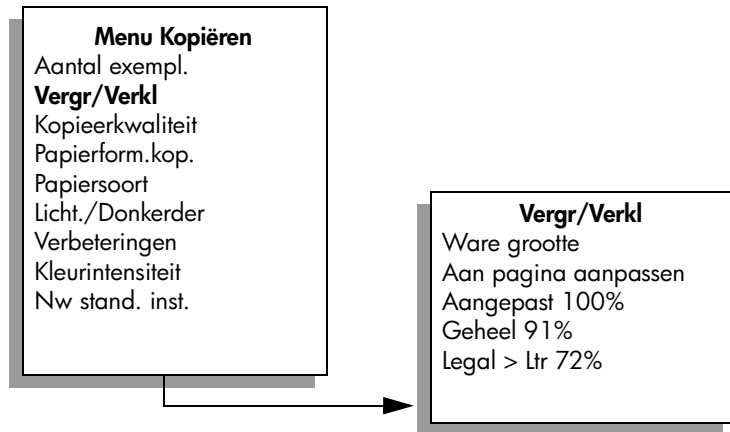 Menu Kopiëren
Aantal exempl.
Vergr/Verkl
Kopieerkwaliteit
Papierform.kop.
Papiersoort
Licht./Donkerder
Verbeteringen
Kleurintensiteit
Nw stand. inst.
Vergr/Verkl
Ware grootte
Aan pagina aanpassen
Aangepast 100%
Geheel 91%
Legal > Ltr 72%